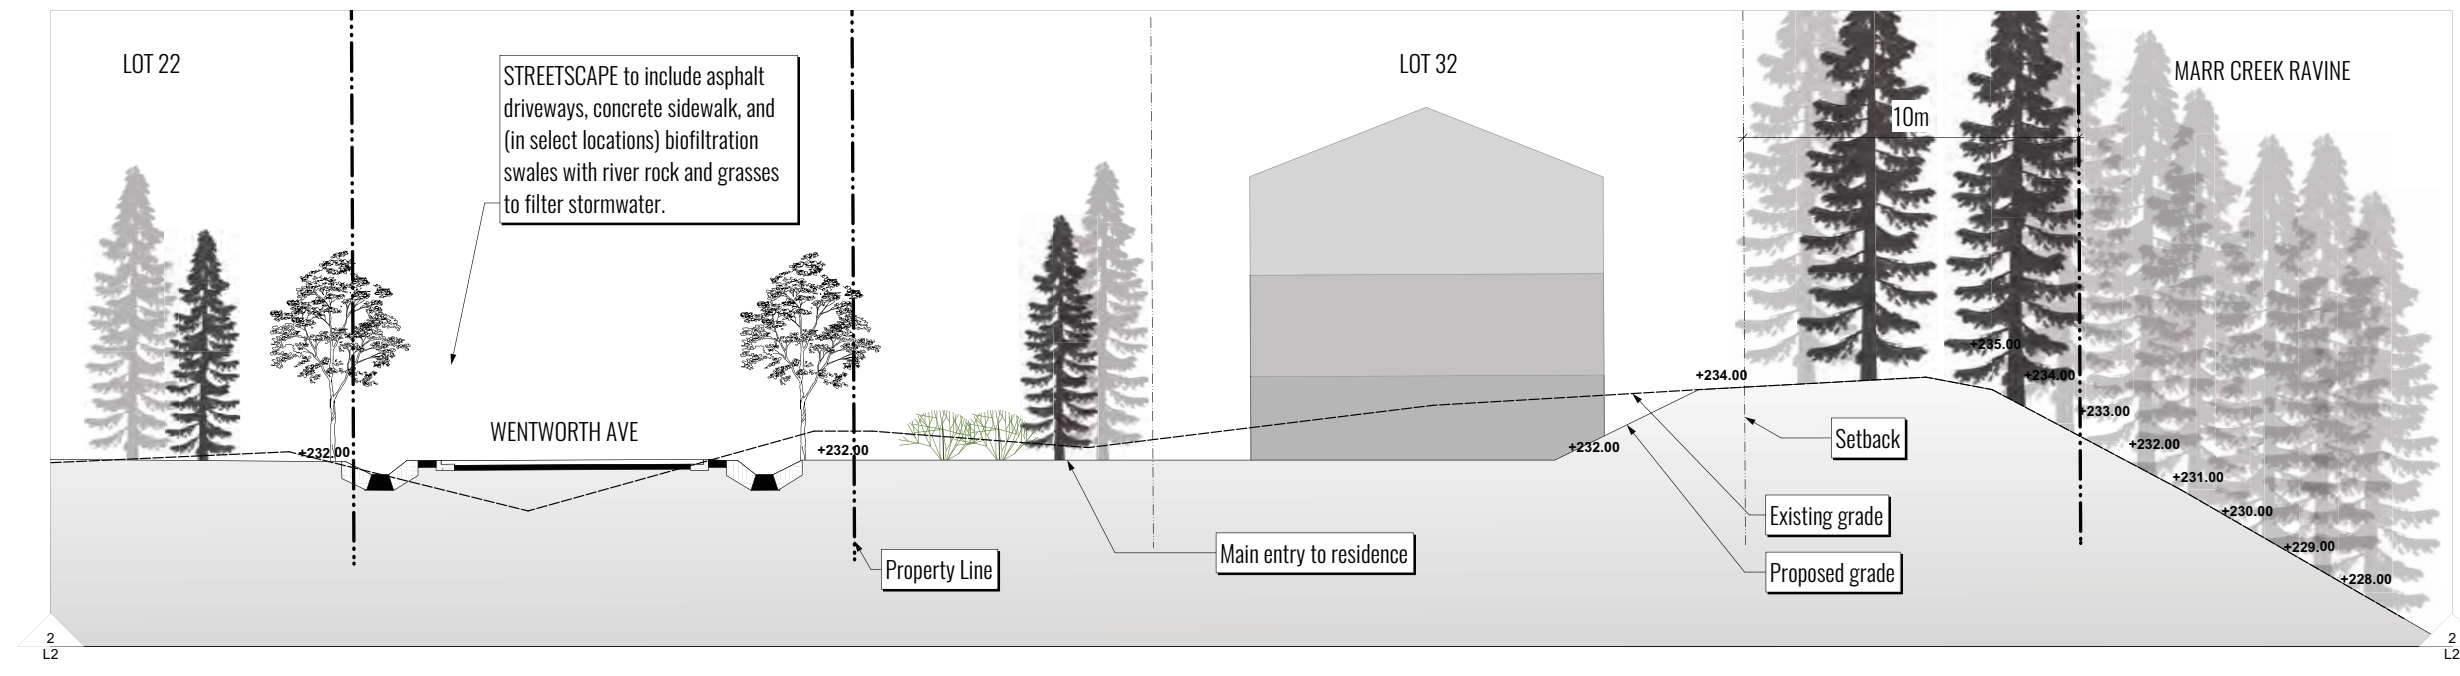 LOT 22
STREETSCAPE to include asphalt
driveways, concrete sidewalk, and
(in select locations) biofiltration
swales with river rock and grasses
to filter stormwater.
LOT 32
MARR CREEK RAVINE
10m
+235.00
+234.00
+234.00
+233.00
WENTWORTH AVE
Setback
+232.00
+232.00
+232.00
+232.00
+231.00
+230.00
Existing grade
+229.00
Main entry to residence
Property Line
Proposed grade
+228.00
2
L2
2
L2